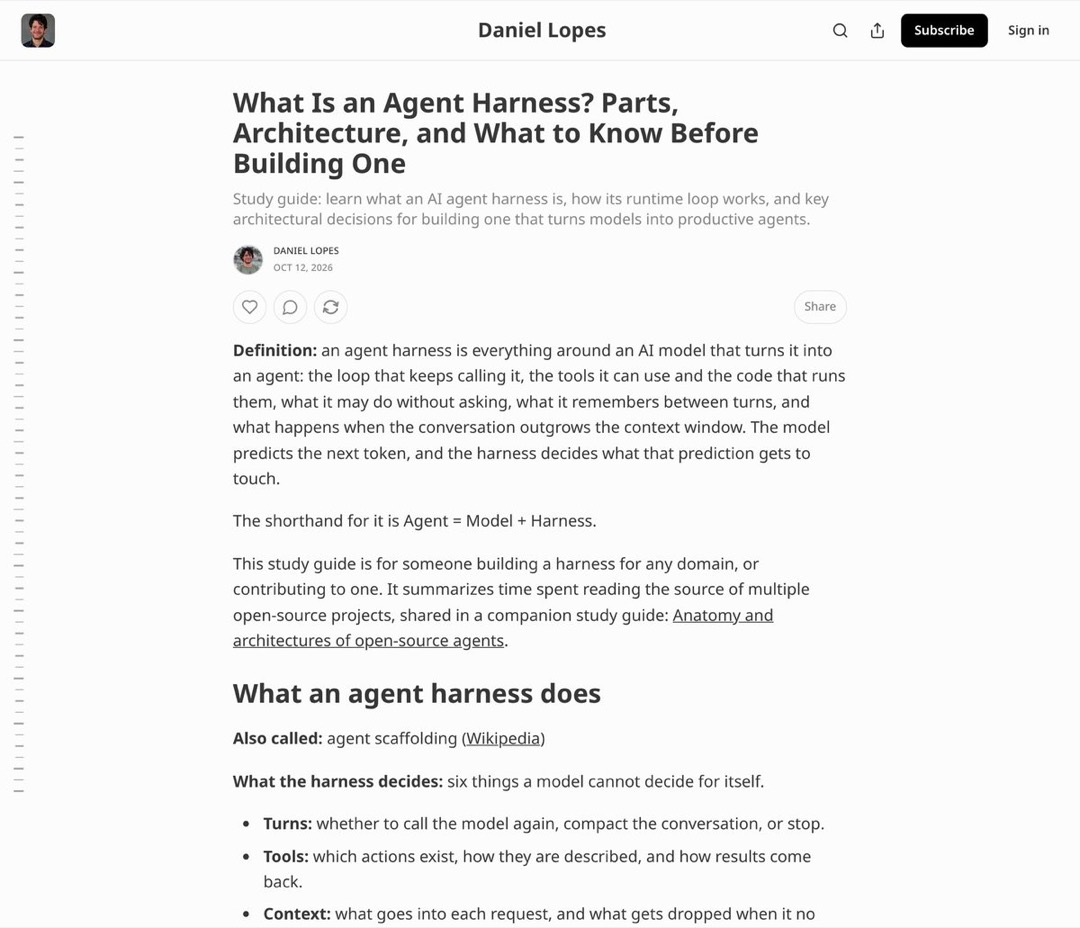 Daniel Lopes
Subscribe
Sign in
What Is an Agent Harness? Parts,
Architecture, and What to Know Before
Building One
Study guide: learn what an AI agent harness is, how its runtime loop works, and key
architectural decisions for building one that turns models into productive agents.
DANIEL LOPES
OCT 12, 2026
Share
Definition: an agent harness is everything around an AI model that turns it into
an agent: the loop that keeps calling it, the tools it can use and the code that runs
them, what it may do without asking, what it remembers between turns, and
what happens when the conversation outgrows the context window. The model
predicts the next token, and the harness decides what that prediction gets to
touch.
The shorthand for it is Agent = Model + Harness.
This study guide is for someone building a harness for any domain, or
contributing to one. It summarizes time spent reading the source of multiple
open-source projects, shared in a companion study guide: Anatomy and
architectures of open-source agents.
What an agent harness does
Also called: agent scaffolding (Wikipedia)
What the harness decides: six things a model cannot decide for itself.
• Turns: whether to call the model again, compact the conversation, or stop.
• Tools: which actions exist, how they are described, and how results come
back.
• Context: what goes into each request, and what gets dropped when it no